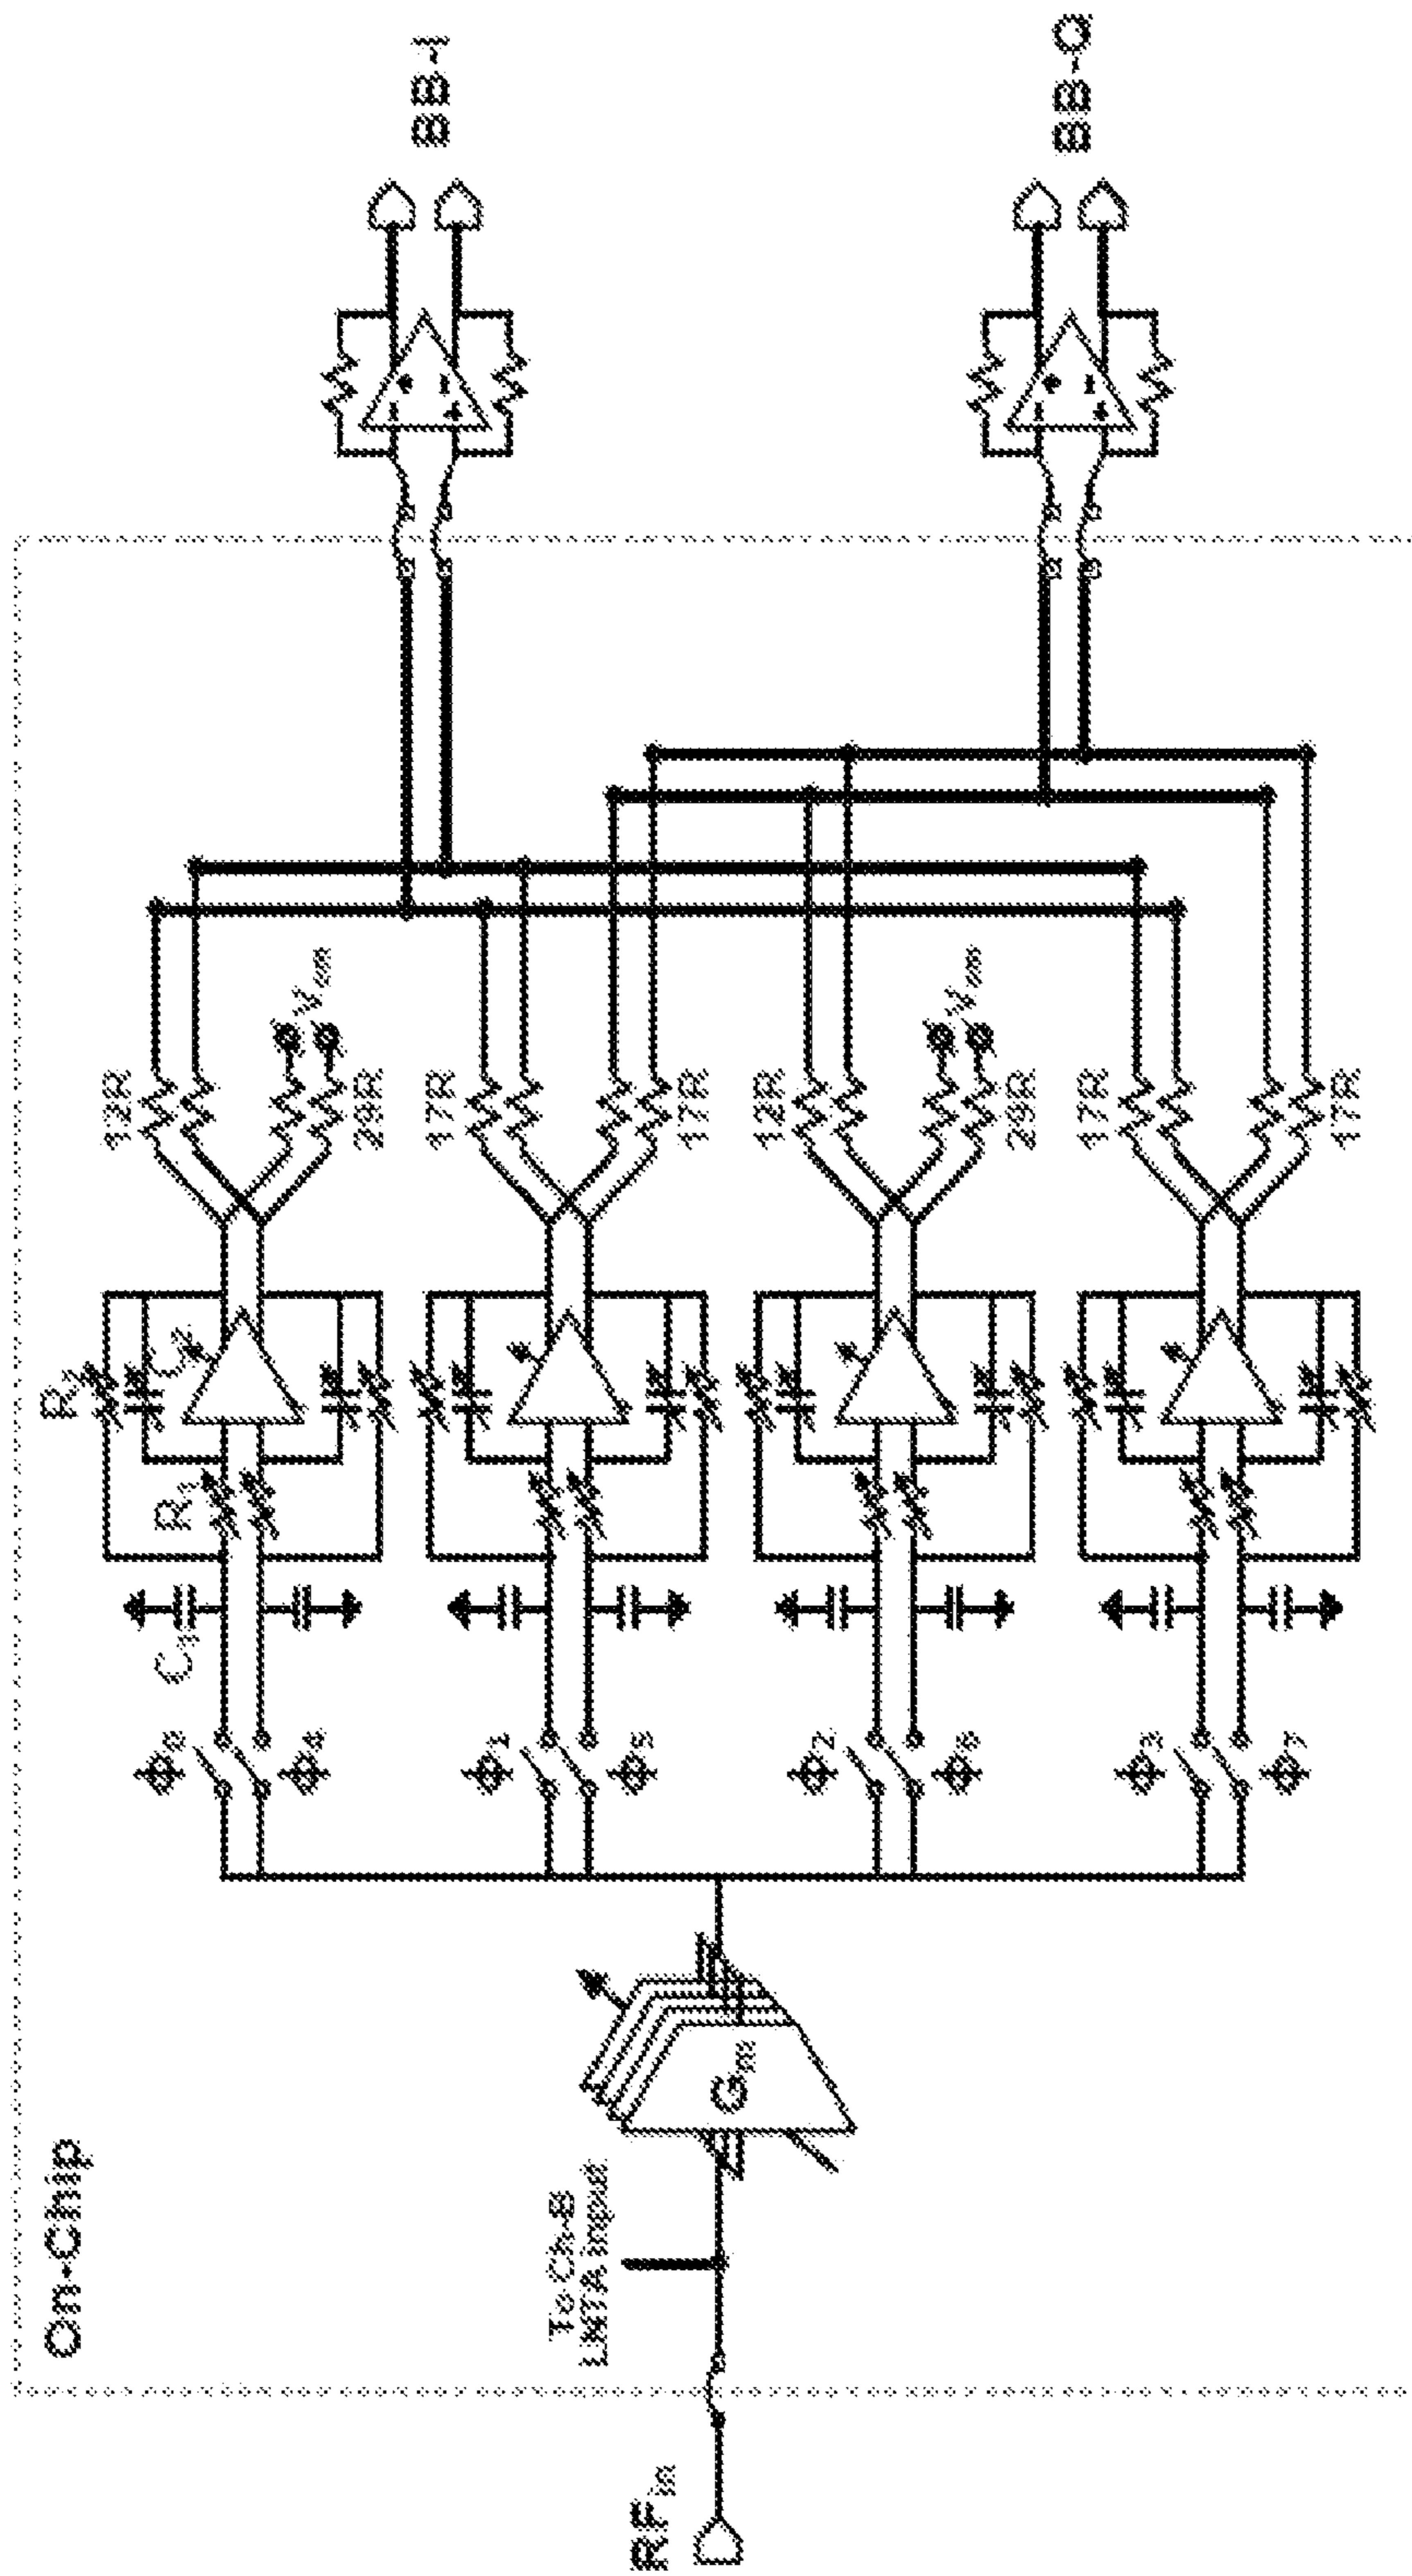 On-Chip
RFin
To Ch-B
LNTA input
Gm
Φ0
Φ4
Φ1
Φ5
Φ2
Φ6
Φ3
Φ7
C1
R1
R2
C2
12R
29R
Vcm
17R
17R
12R
29R
Vcm
17R
17R
BB-I
BB-Q